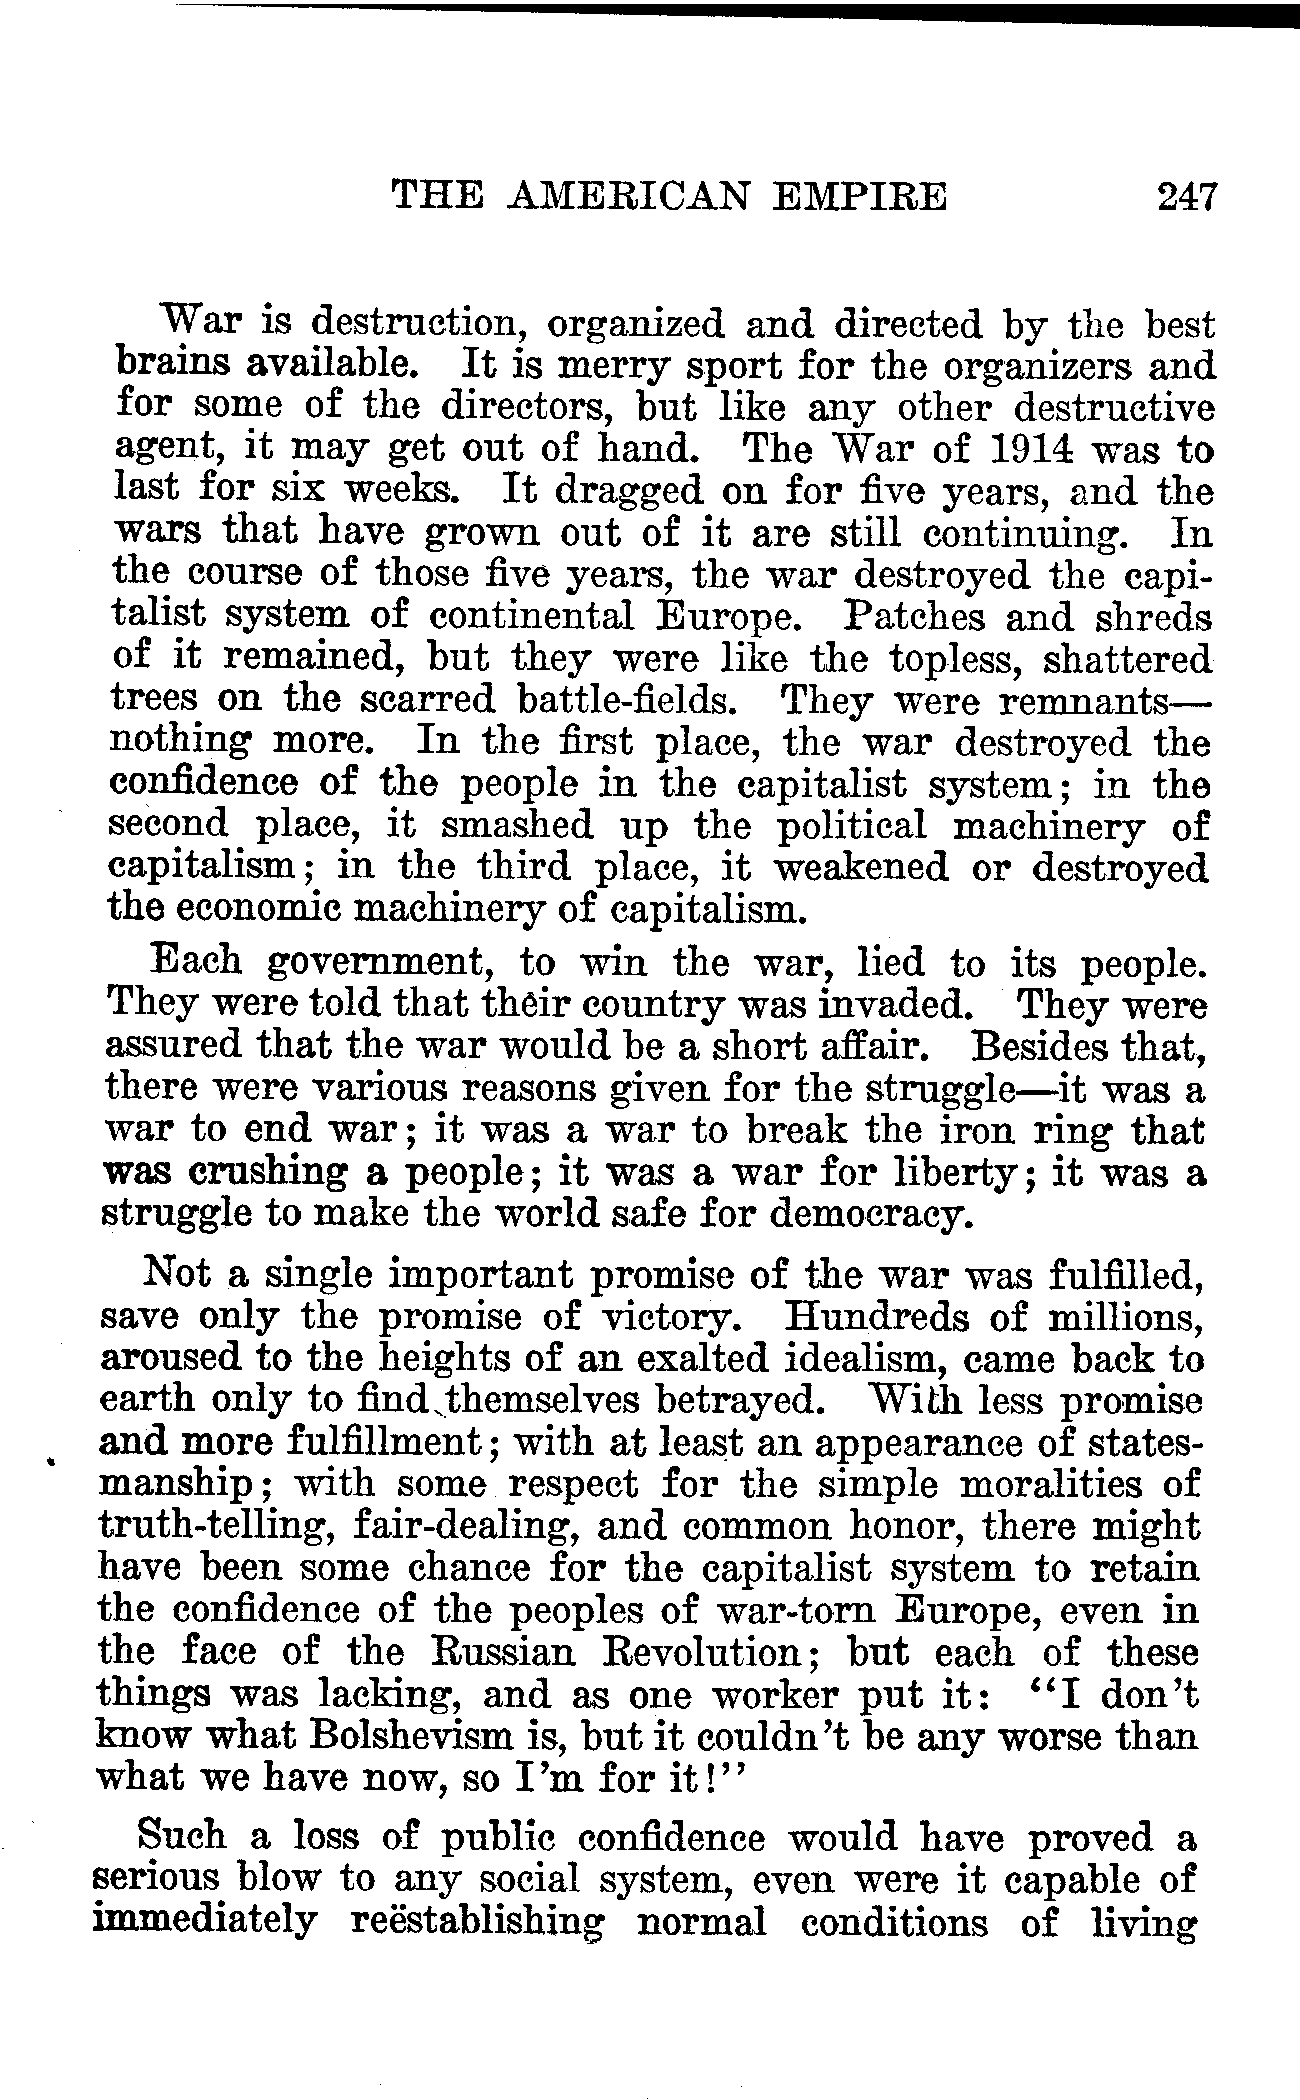 THE AMERICAN EMPIRE 247
War is destruction, organized and directed by the best
brains available. It is merry sport for the organizers and
for some of the directors, but like any other destructive
agent, it may get out of hand. The War of 1914 was to
last for six weeks. It dragged on for five years, and the
wars that have grown out of it are still continuing. In
the course of those five years, the war destroyed the capi-
talist system of continental Europe. Patches and shreds
of it remained, but they were like the topless, shattered
trees on the scarred battle-fields. They were remnants—
nothing more. In the first place, the war destroyed the
confidence of the people in the capitalist system; in the
second place, it smashed up the political machinery of
capitalism; in the third place, it weakened or destroyed
the economic machinery of capitalism.
Each government, to win the war, lied to its people.
They were told that their country was invaded. They were
assured that the war would be a short affair. Besides that,
there were various reasons given for the struggle—it was a
war to end war; it was a war to break the iron ring that
was crushing a people; it was a war for liberty; it was a
struggle to make the world safe for democracy.
Not a single important promise of the war was fulfilled,
save only the promise of victory. Hundreds of millions,
aroused to the heights of an exalted idealism, came back to
earth only to find themselves betrayed. With less promise
and more fulfillment; with at least an appearance of states-
manship; with some respect for the simple moralities of
truth-telling, fair-dealing, and common honor, there might
have been some chance for the capitalist system to retain
the confidence of the peoples of war-torn Europe, even in
the face of the Russian Revolution; but each of these
things was lacking, and as one worker put it: "I don't
know what Bolshevism is, but it couldn't be any worse than
what we have now, so I'm for it!"
Such a loss of public confidence would have proved a
serious blow to any social system, even were it capable of
immediately reëstablishing normal conditions of living